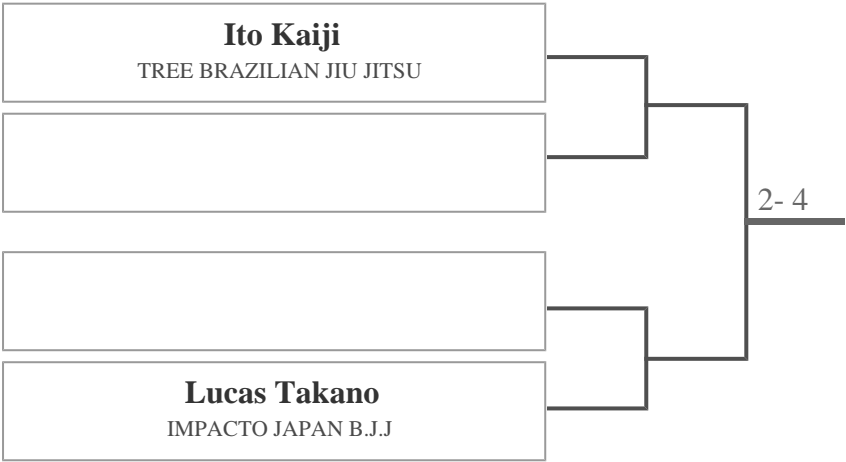 Ito Kaiji
TREE BRAZILIAN JIU JITSU
2- 4
Lucas Takano
IMPACTO JAPAN B.J.J